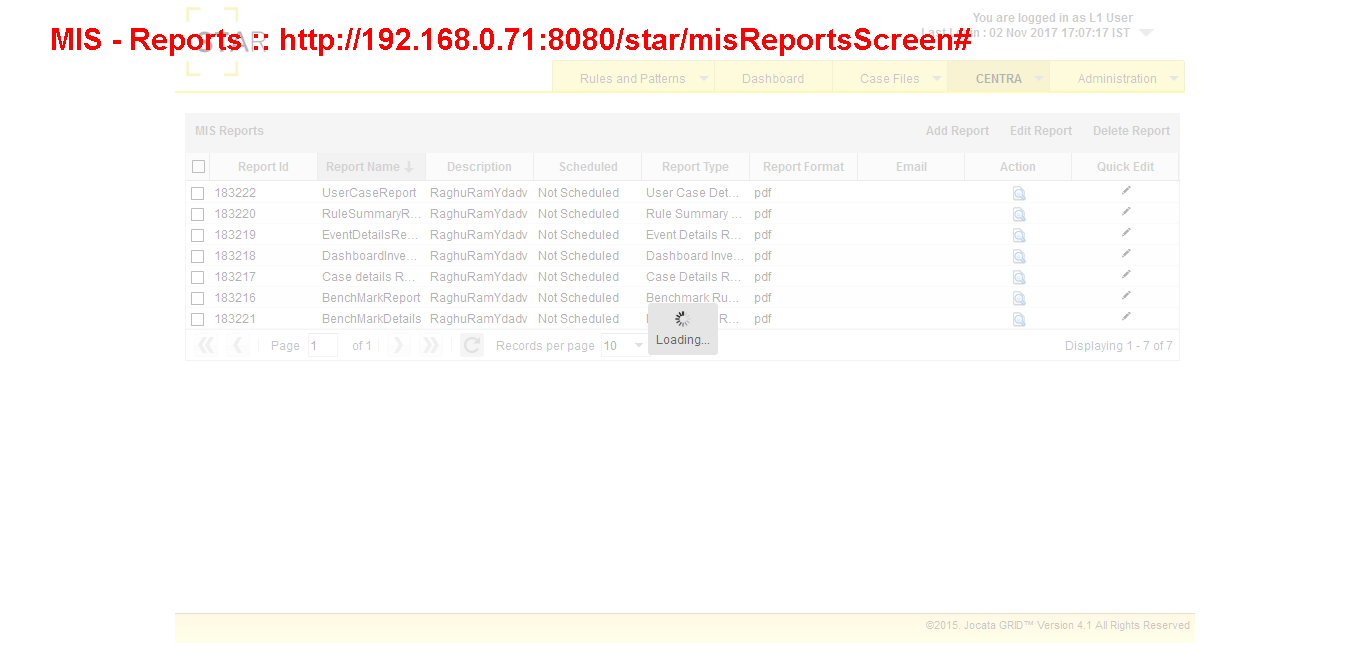 You are logged in as L1 User
MIS - Reports :: http://192.168.0.71:8080/star/misReportsScreen#
STAR
: 02 Nov 2017 17:07:17 IST
Rules and Patterns Dashboard Case Files CENTRA Administration
MIS Reports Add Report Edit Report Delete Report
Report Id Report Name Description Scheduled Report Type Report Format Email Action Quick Edit
183222 UserCaseReport RaghuRamYdadv Not Scheduled User Case Det... pdf
183220 RuleSummaryR... RaghuRamYdadv Not Scheduled Rule Summary ... pdf
183219 EventDetailsRe... RaghuRamYdadv Not Scheduled Event Details R... pdf
183218 DashboardInve... RaghuRamYdadv Not Scheduled Dashboard Inve... pdf
183217 Case details R... RaghuRamYdadv Not Scheduled Case Details R... pdf
183216 BenchMarkReport RaghuRamYdadv Not Scheduled Benchmark Ru... pdf
183221 BenchMarkDetails RaghuRamYdadv Not Scheduled R... pdf
Loading...
Page 1 of 1 Records per page 10 Displaying 1 - 7 of 7
©2015. Jocata GRID™ Version 4.1 All Rights Reserved